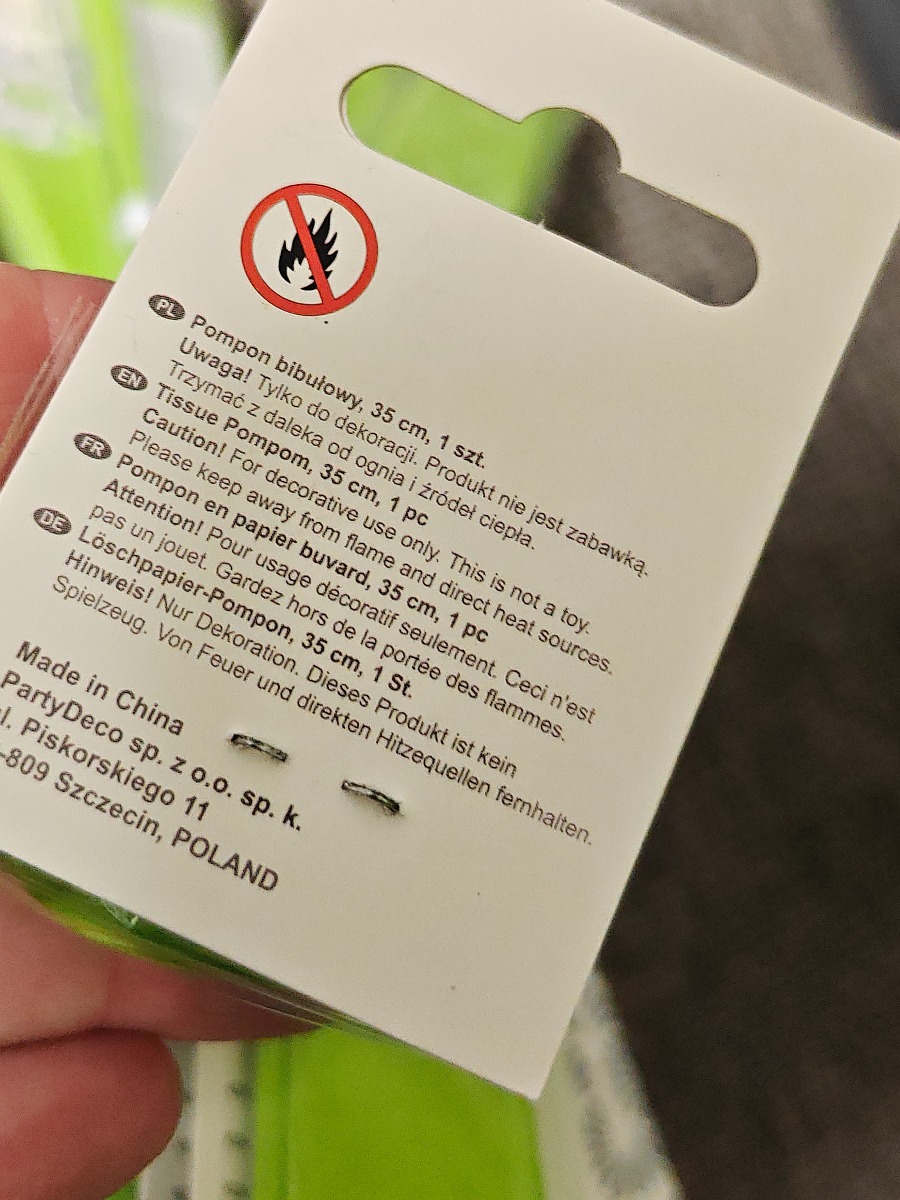 PL
Pompon bibułowy, 35 cm, 1 szt.
Uwaga! Tylko do dekoracji. Produkt nie jest zabawką.
Trzymać z daleka od ognia i źródeł ciepła.
EN
Tissue Pompom, 35 cm, 1 pc
Caution! For decorative use only. This is not a toy.
Please keep away from flame and direct heat sources.
FR
Pompon en papier buvard, 35 cm, 1 pc
Attention! Pour usage décoratif seulement. Ceci n'est
pas un jouet. Gardez hors de la portée des flammes.
DE
Löschpapier-Pompon, 35 cm, 1 St.
Hinweis! Nur Dekoration. Dieses Produkt ist kein
Spielzeug. Von Feuer und direkten Hitzequellen fernhalten.
Made in China
PartyDeco sp. z o.o. sp. k.
l. Piskorskiego 11
-809 Szczecin, POLAND